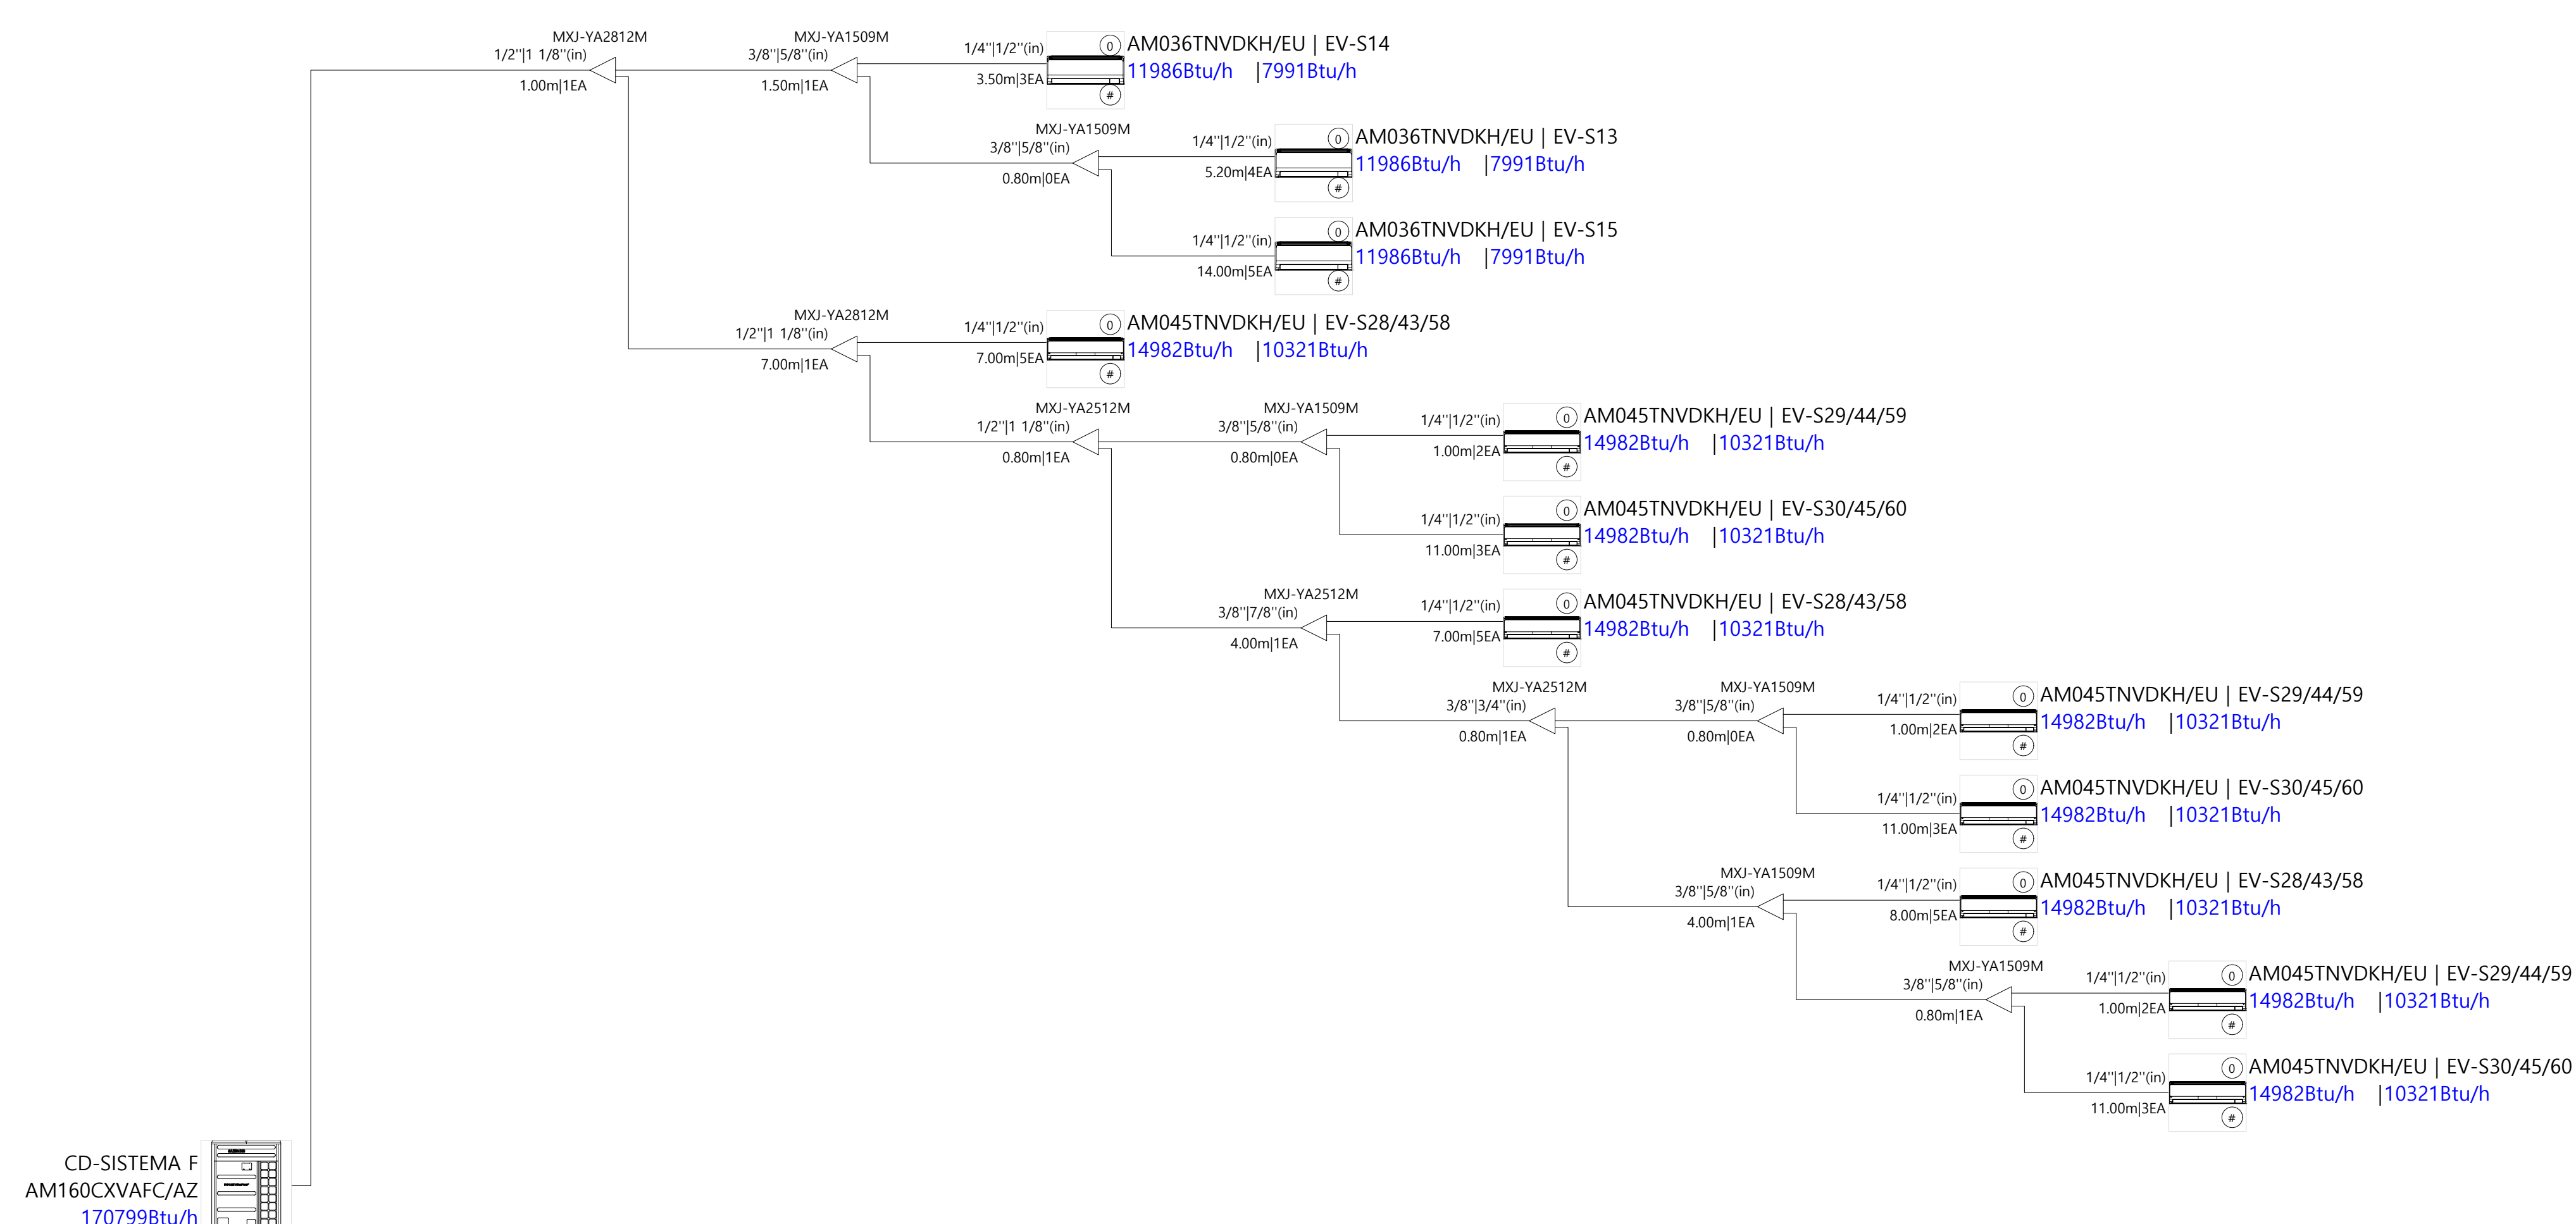 MXJ-YA2812M
1/2''|1 1/8''(in)
1.00m|1EA
MXJ-YA1509M
3/8''|5/8''(in)
1.50m|1EA
1/4''|1/2''(in)
3.50m|3EA
0
#
AM036TNVDKH/EU | EV-S14
11986Btu/h |7991Btu/h
MXJ-YA1509M
3/8''|5/8''(in)
0.80m|0EA
1/4''|1/2''(in)
5.20m|4EA
0
#
AM036TNVDKH/EU | EV-S13
11986Btu/h |7991Btu/h
1/4''|1/2''(in)
14.00m|5EA
0
#
AM036TNVDKH/EU | EV-S15
11986Btu/h |7991Btu/h
MXJ-YA2812M
1/2''|1 1/8''(in)
7.00m|1EA
1/4''|1/2''(in)
7.00m|5EA
0
#
AM045TNVDKH/EU | EV-S28/43/58
14982Btu/h |10321Btu/h
MXJ-YA2512M
1/2''|1 1/8''(in)
0.80m|1EA
MXJ-YA1509M
3/8''|5/8''(in)
0.80m|0EA
1/4''|1/2''(in)
1.00m|2EA
0
#
AM045TNVDKH/EU | EV-S29/44/59
14982Btu/h |10321Btu/h
1/4''|1/2''(in)
11.00m|3EA
0
#
AM045TNVDKH/EU | EV-S30/45/60
14982Btu/h |10321Btu/h
MXJ-YA2512M
3/8''|7/8''(in)
4.00m|1EA
1/4''|1/2''(in)
7.00m|5EA
0
#
AM045TNVDKH/EU | EV-S28/43/58
14982Btu/h |10321Btu/h
MXJ-YA2512M
3/8''|3/4''(in)
0.80m|1EA
MXJ-YA1509M
3/8''|5/8''(in)
0.80m|0EA
1/4''|1/2''(in)
1.00m|2EA
0
#
AM045TNVDKH/EU | EV-S29/44/59
14982Btu/h |10321Btu/h
1/4''|1/2''(in)
11.00m|3EA
0
#
AM045TNVDKH/EU | EV-S30/45/60
14982Btu/h |10321Btu/h
MXJ-YA1509M
3/8''|5/8''(in)
4.00m|1EA
1/4''|1/2''(in)
8.00m|5EA
0
#
AM045TNVDKH/EU | EV-S28/43/58
14982Btu/h |10321Btu/h
MXJ-YA1509M
3/8''|5/8''(in)
0.80m|1EA
1/4''|1/2''(in)
1.00m|2EA
0
#
AM045TNVDKH/EU | EV-S29/44/59
14982Btu/h |10321Btu/h
1/4''|1/2''(in)
11.00m|3EA
0
#
AM045TNVDKH/EU | EV-S30/45/60
14982Btu/h |10321Btu/h
CD-SISTEMA F
AM160CXVAFC/AZ
170799Btu/h